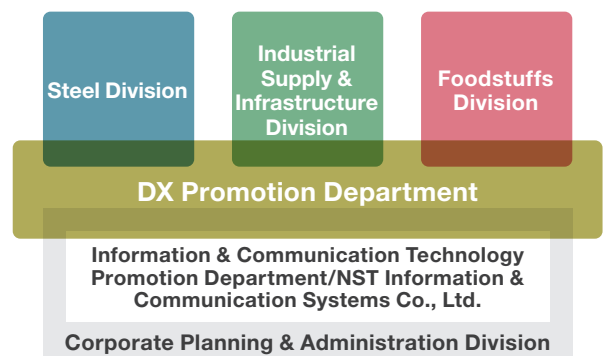 Steel Division
Industrial
Supply &
Infrastructure
Division
Foodstuffs
Division
DX Promotion Department
Information & Communication Technology
Promotion Department/NST Information &
Communication Systems Co., Ltd.
Corporate Planning & Administration Division